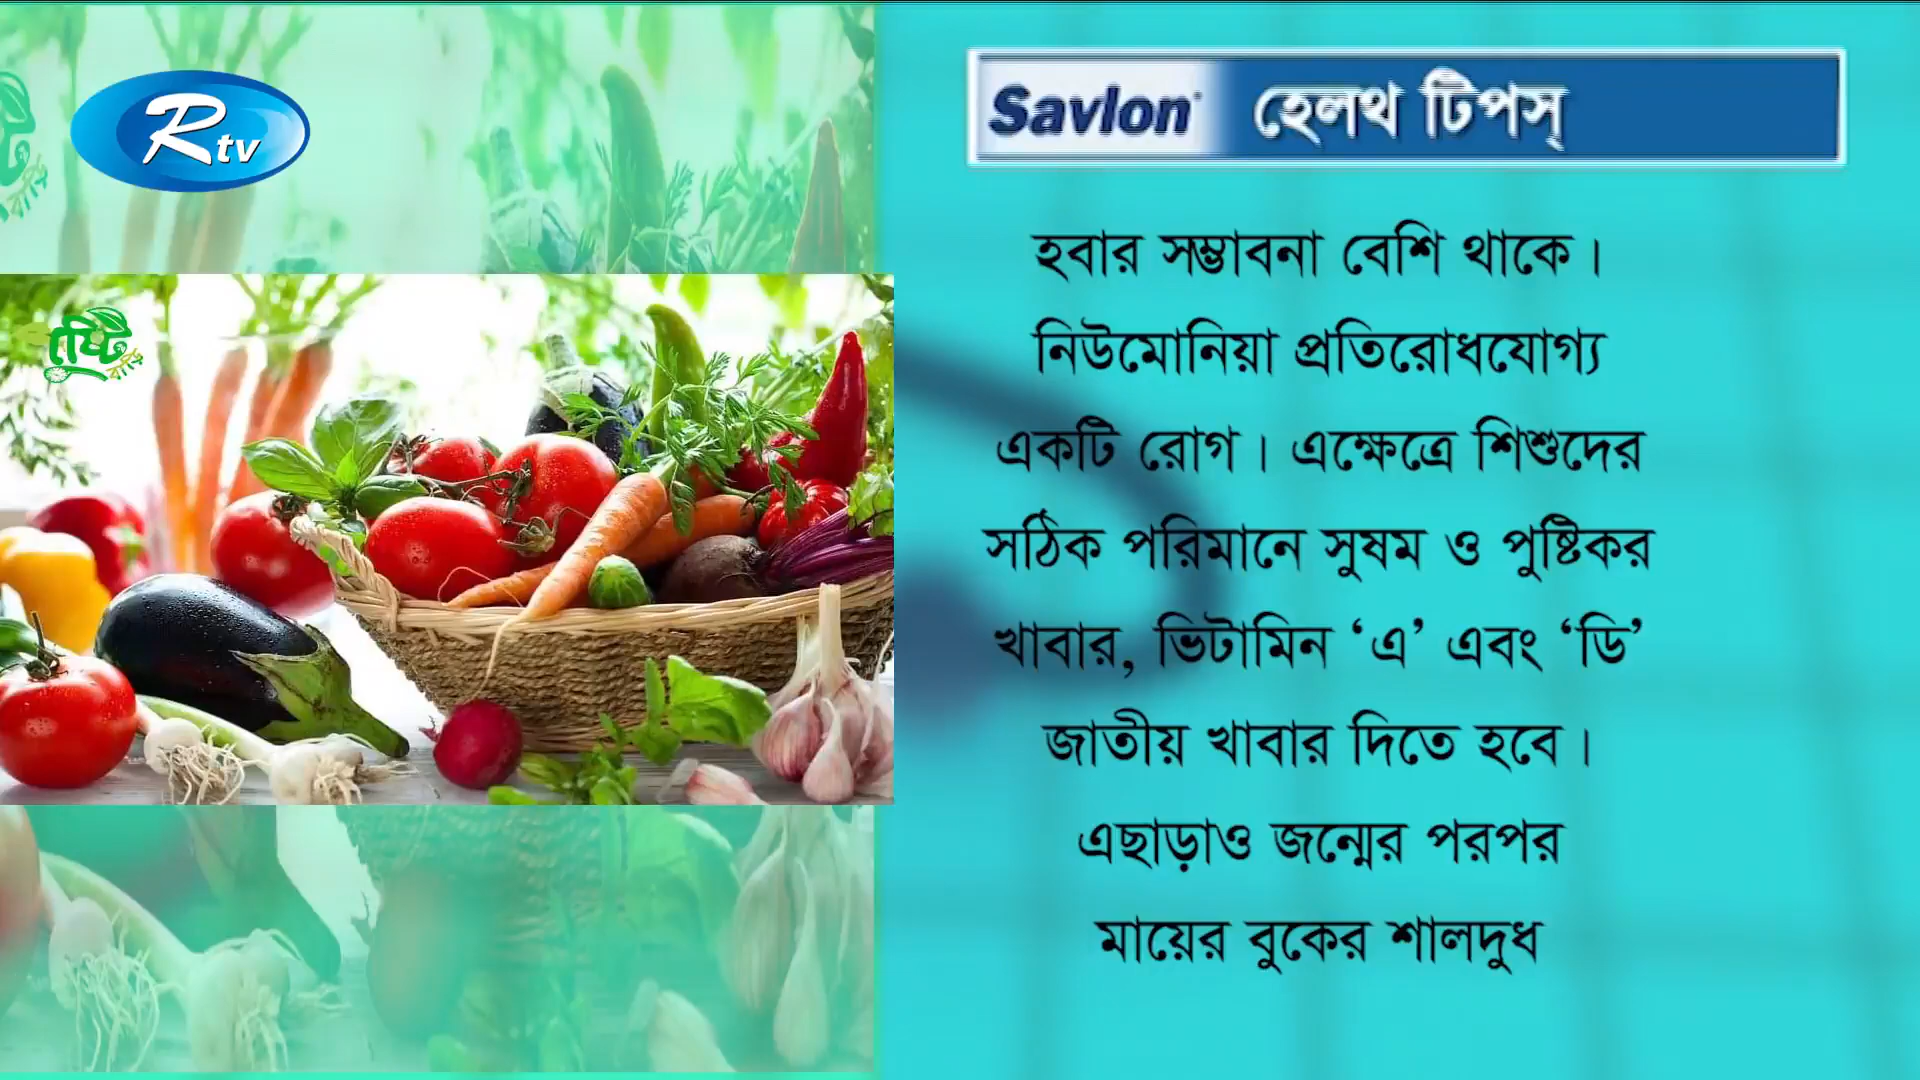 Rtv
Savlon হেলথ টিপস্
হবার সম্ভাবনা বেশি থাকে।
নিউমোনিয়া প্রতিরোধযোগ্য
একটি রোগ। এক্ষেত্রে শিশুদের
সঠিক পরিমানে সুষম ও পুষ্টিকর
খাবার, ভিটামিন ‘এ’ এবং ‘ডি’
জাতীয় খাবার দিতে হবে।
এছাড়াও জন্মের পরপর
মায়ের বুকের শালদুধ